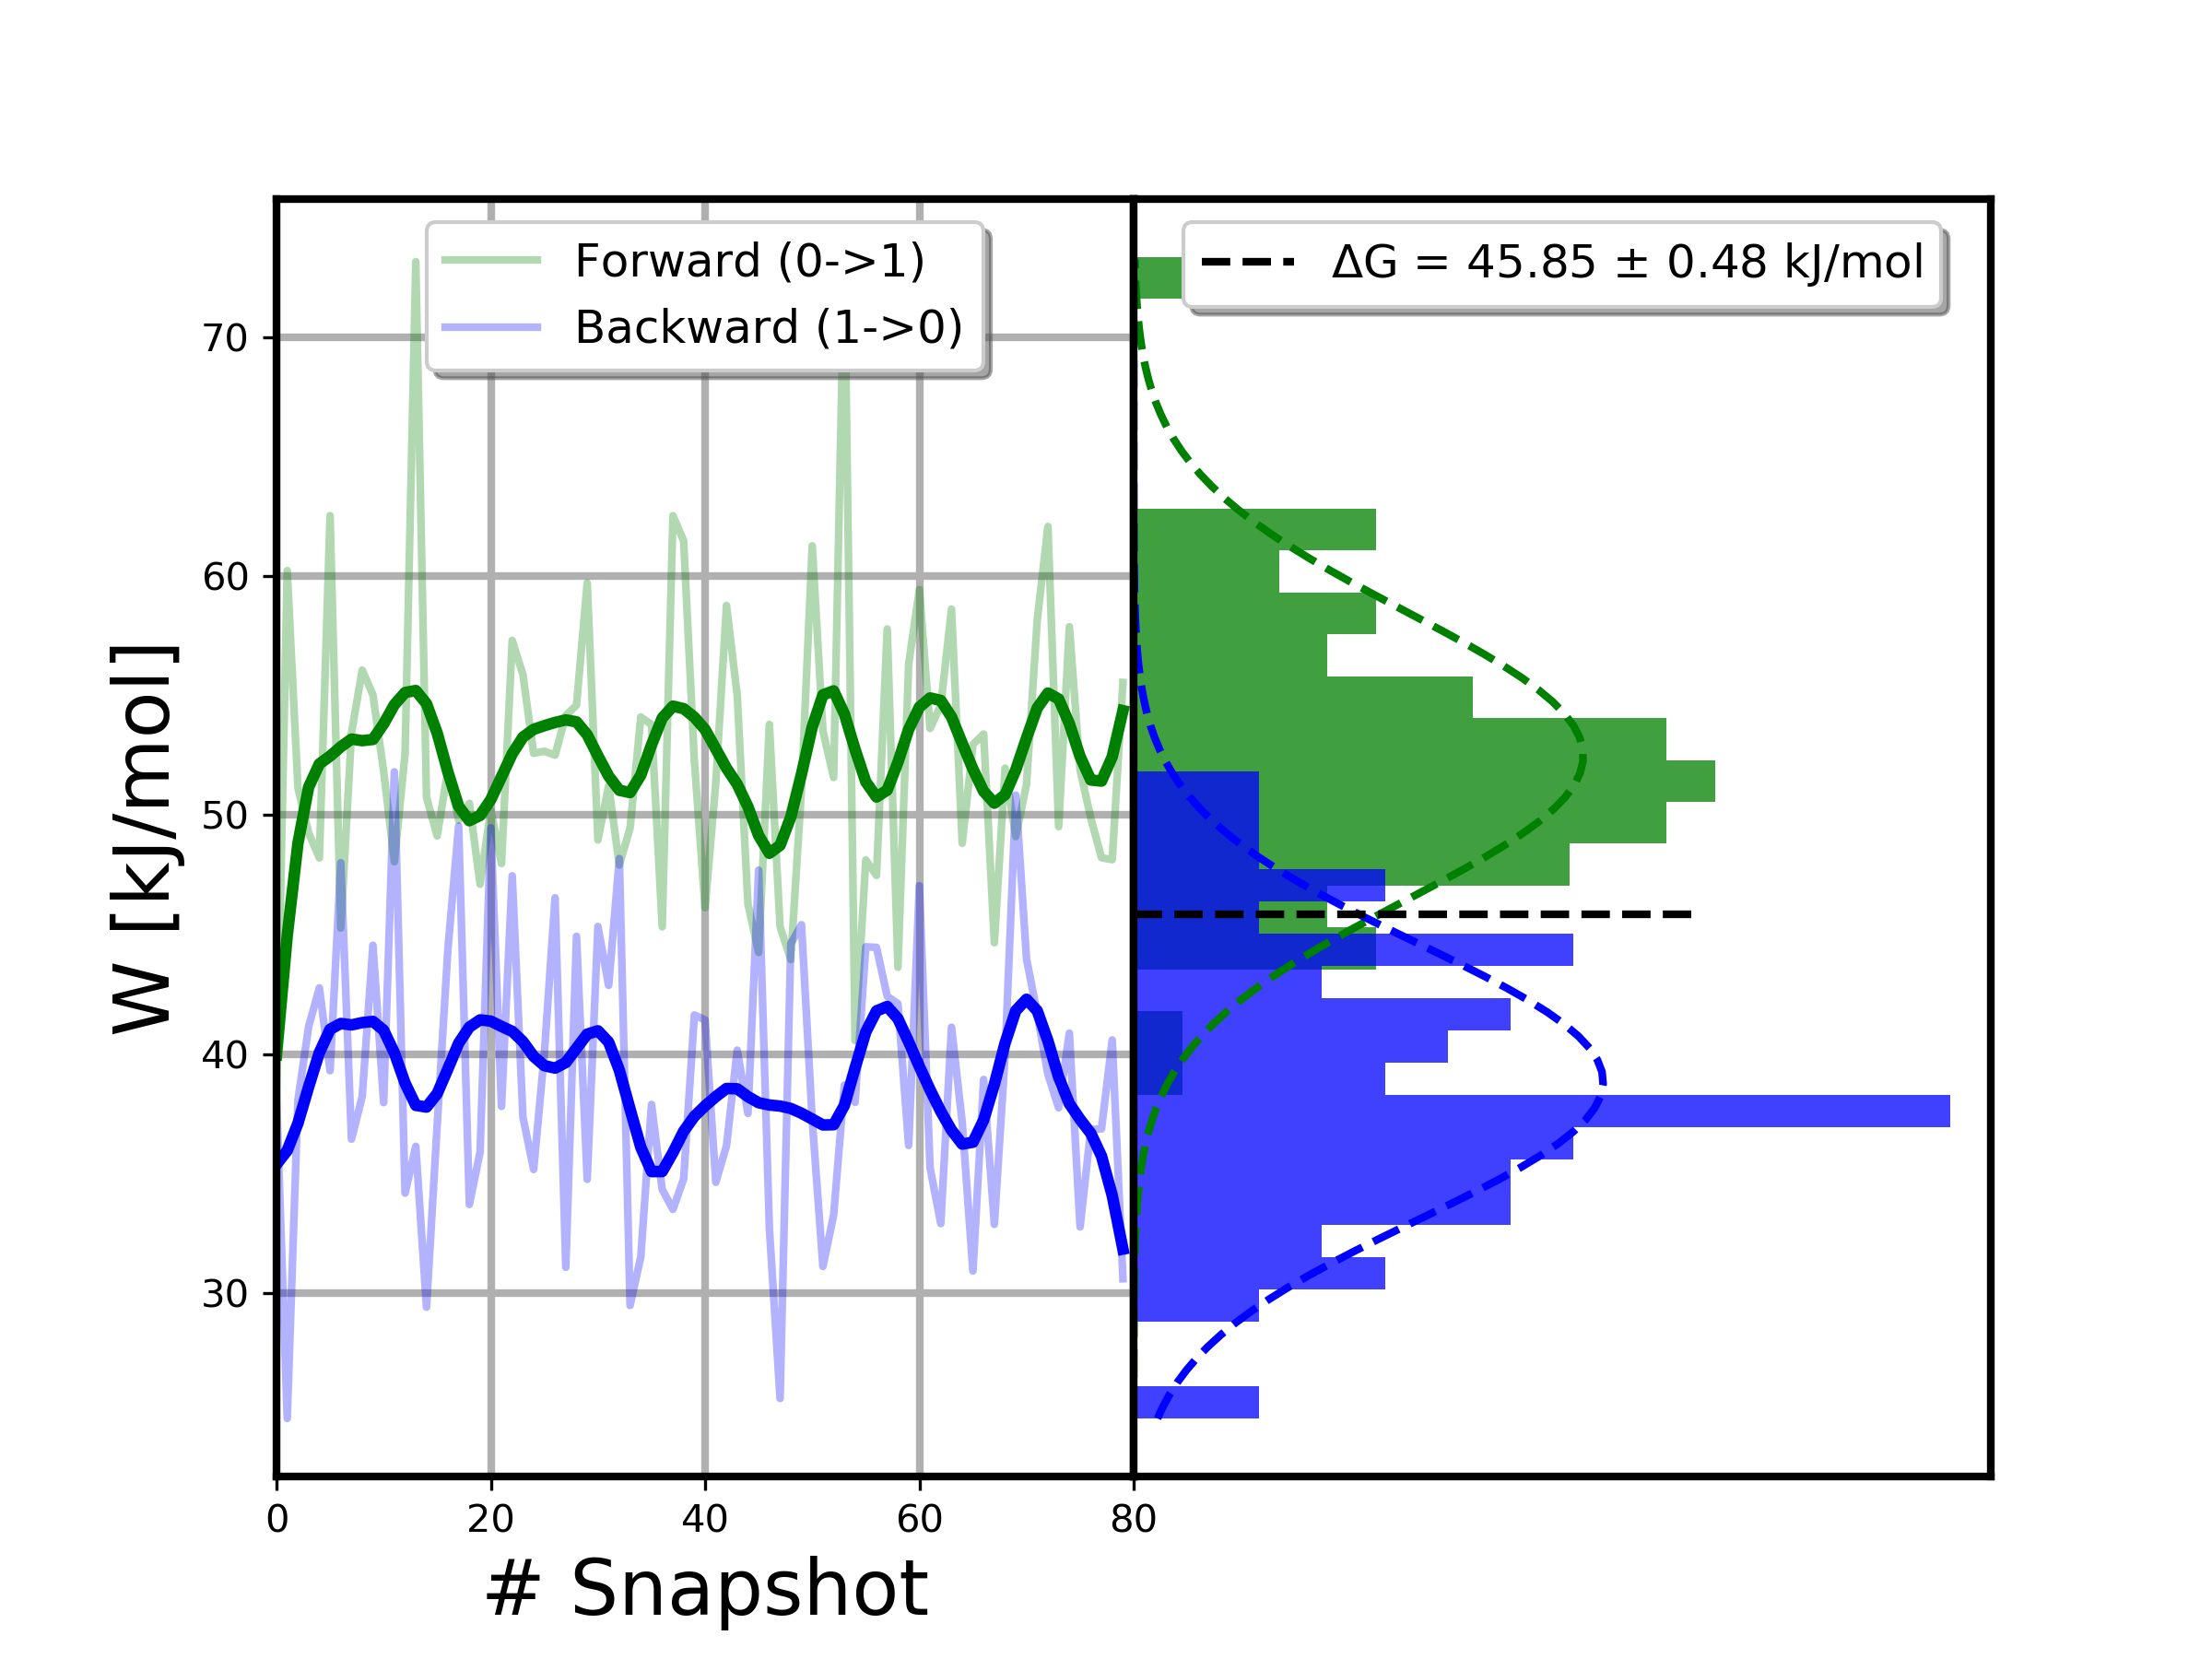 Forward (0->1)
Backward (1->0)
ΔG = 45.85 ± 0.48 kJ/mol
W [kJ/mol]
70
60
50
40
30
0 20 40 60 80
# Snapshot